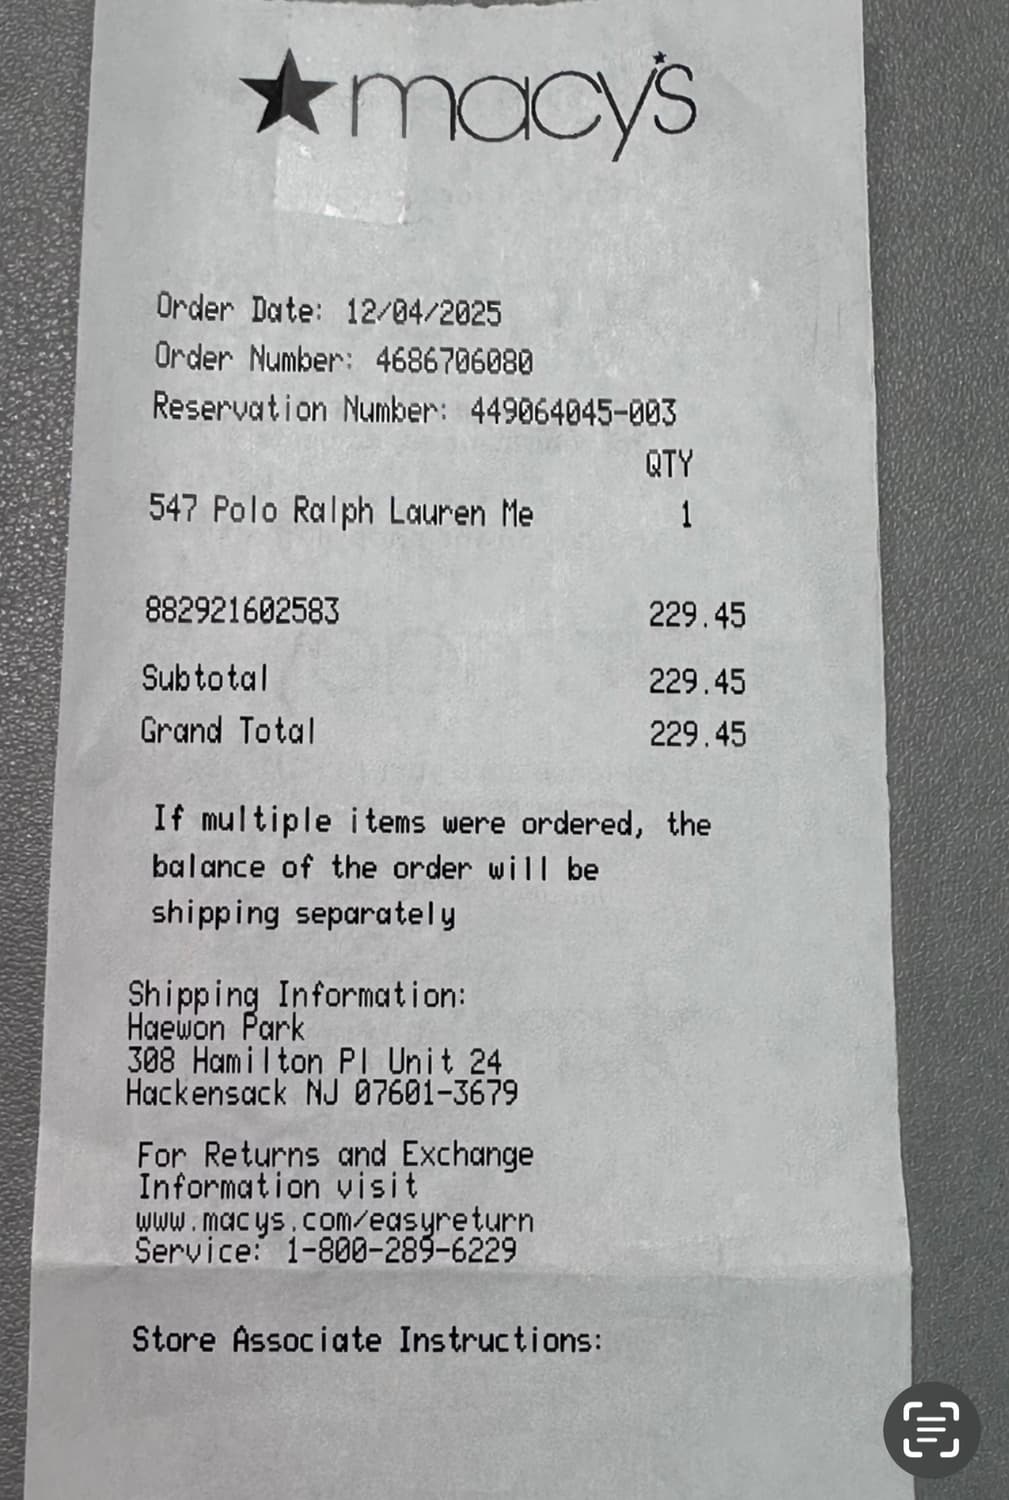 ★macy's
Order Date: 12/04/2025
Order Number: 4686706080
Reservation Number: 449064045-003
QTY
547 Polo Ralph Lauren Me 1
882921602583 229.45
Subtotal 229.45
Grand Total 229.45
If multiple items were ordered, the
balance of the order will be
shipping separately
Shipping Information:
Haewon Park
308 Hamilton Pl Unit 24
Hackensack NJ 07601-3679
For Returns and Exchange
Information visit
www.macys.com/easyreturn
Service: 1-800-289-6229
Store Associate Instructions: